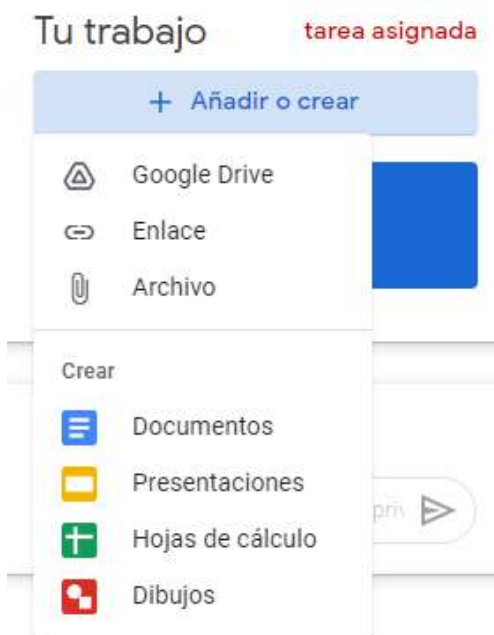 Tu trabajo tarea asignada
+ Añadir o crear
Google Drive
Enlace
Archivo
Crear
Documentos
Presentaciones
Hojas de cálculo
Dibujos